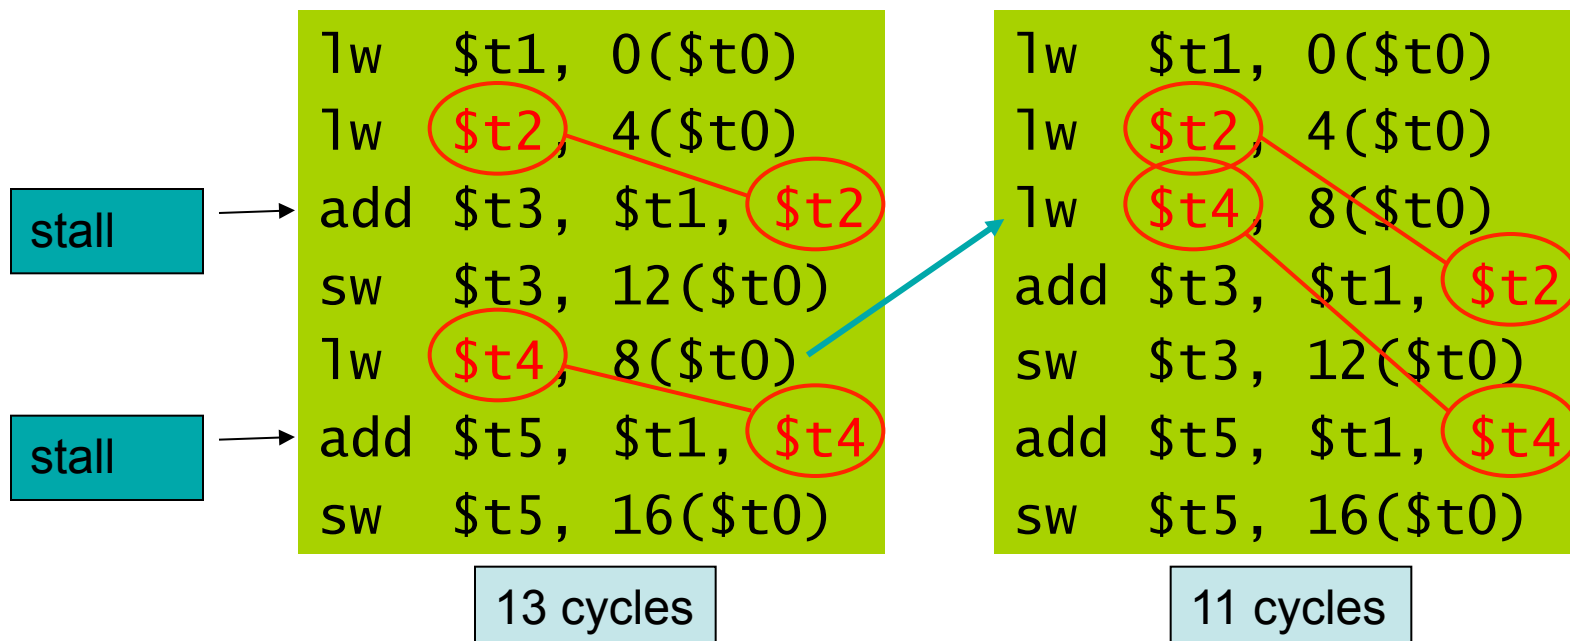 lw $t1, 0($t0)
lw $t2, 4($t0)
stall
add $t3, $t1, $t2
sw $t3, 12($t0)
lw $t4, 8($t0)
stall
add $t5, $t1, $t4
sw $t5, 16($t0)
13 cycles
lw $t1, 0($t0)
lw $t2, 4($t0)
lw $t4, 8($t0)
add $t3, $t1, $t2
sw $t3, 12($t0)
add $t5, $t1, $t4
sw $t5, 16($t0)
11 cycles